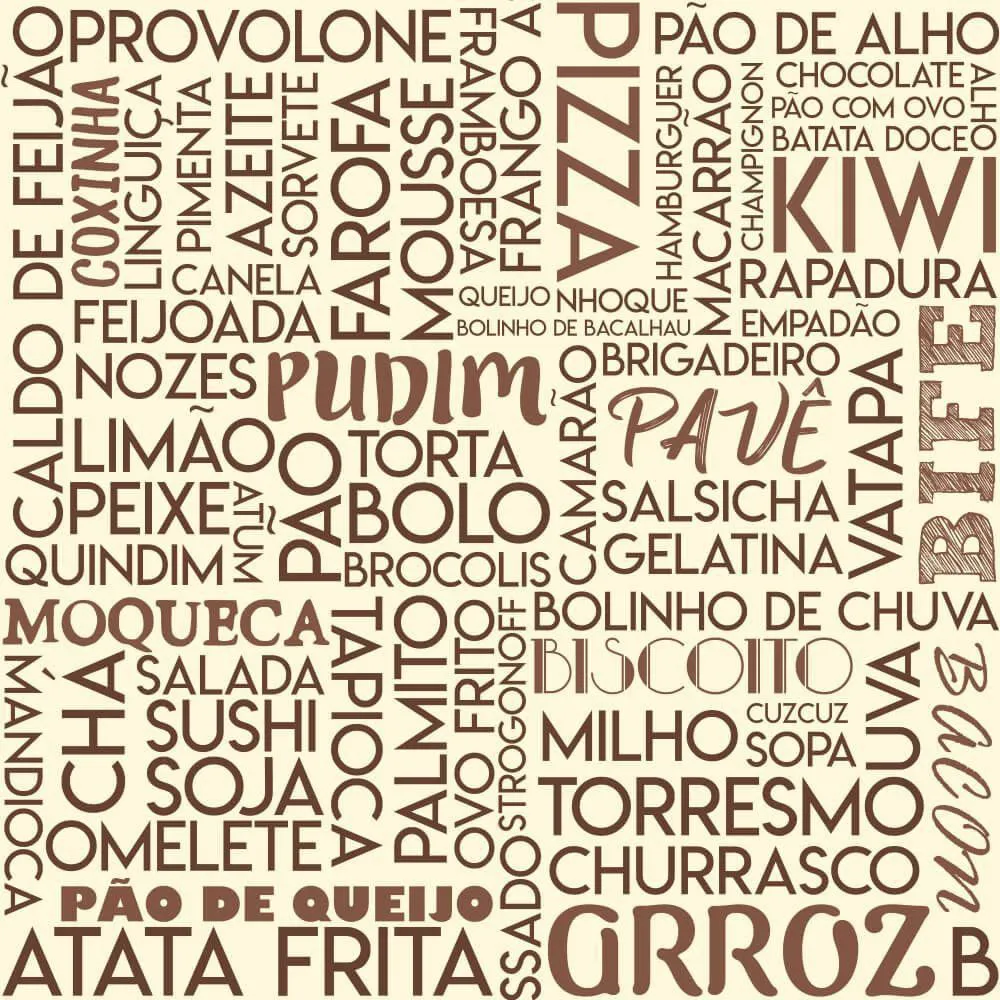 CALDO DE FEIJÃO
PROVOLONE
COXINHA
LINGUIÇA
PIMENTA
AZEITE
SORVETE
FAROFA
MOUSSE
FRAMBOESA
FRANGO A
PIZZA
PÃO DE ALHO
HAMBURGUER
MACARRÃO
CHAMPIGNON
CHOCOLATE
PÃO COM OVO
BATATA DOCE
ALHO
KIWI
CANELA
FEIJOADA
QUEIJO
NHOQUE
BOLINHO DE BACALHAU
RAPADURA
EMPADÃO
BIFE
NOZES
PUDIM
CAMARÃO
BRIGADEIRO
PAVÊ
VATAPA
LIMÃO
PÃO
TORTA
PEIXE
ATUM
BOLO
SALSICHA
QUINDIM
BROCOLIS
GELATINA
MOQUECA
TAPIOCA
PALMITO
OVO FRITO
STROGONOFF
BOLINHO DE CHUVA
MANDIOCA
CHÁ
SALADA
BISCOITO
UVA
BACON
SUSHI
MILHO
CUZCUZ
SOPA
SOJA
TORRESMO
OMELETE
SSADO
CHURRASCO
PÃO DE QUEIJO
ARROZ
ATATA FRITA
B